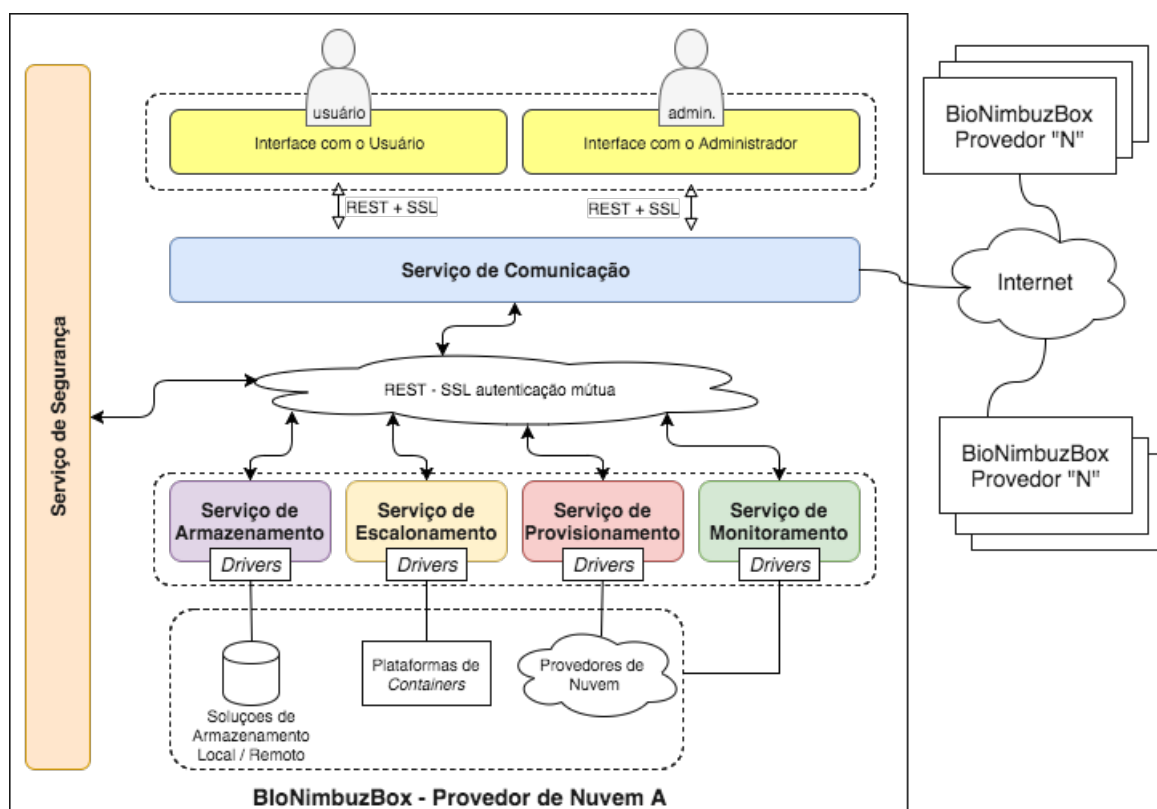 usuário
admin.
Interface com o Usuário
Interface com o Administrador
REST + SSL
REST + SSL
Serviço de Comunicação
Serviço de Segurança
REST - SSL autenticação mútua
Serviço de
Armazenamento
Drivers
Serviço de
Escalonamento
Drivers
Serviço de
Provisionamento
Drivers
Serviço de
Monitoramento
Drivers
Soluçoes de
Armazenamento
Local / Remoto
Plataformas de
Containers
Provedores de
Nuvem
BIoNimbuzBox - Provedor de Nuvem A
BioNimbuzBox
Provedor "N"
Internet
BioNimbuzBox
Provedor "N"